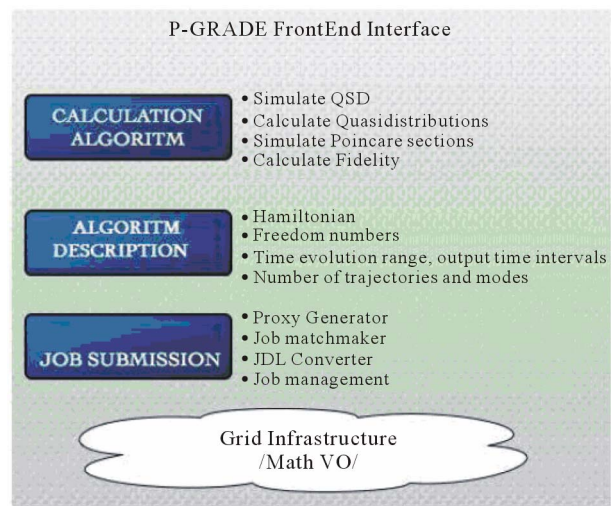 P-GRADE FrontEnd Interface
CALCULATION
ALGORITM
• Simulate QSD
• Calculate Quasidistributions
• Simulate Poincare sections
• Calculate Fidelity
ALGORITM
DESCRIPTION
• Hamiltonian
• Freedom numbers
• Time evolution range, output time intervals
• Number of trajectories and modes
JOB SUBMISSION
• Proxy Generator
• Job matchmaker
• JDL Converter
• Job management
Grid Infrastructure
/Math VO/